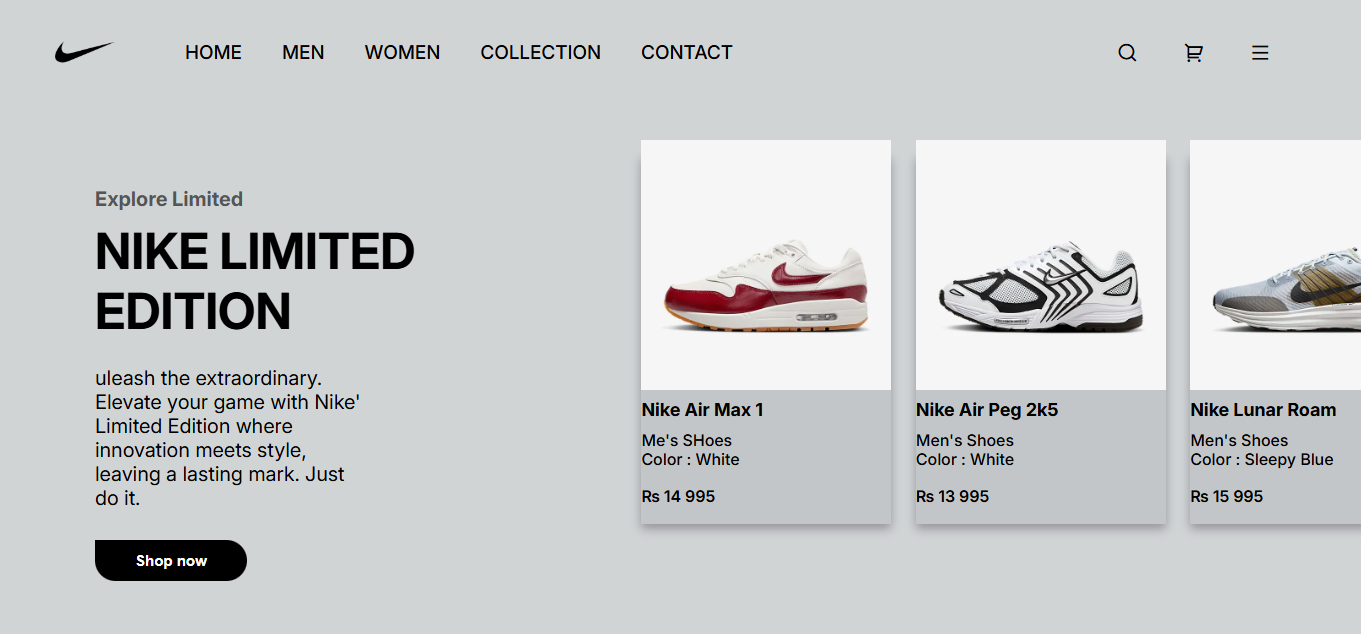 HOME MEN WOMEN COLLECTION CONTACT
Explore Limited
NIKE LIMITED
EDITION
uleash the extraordinary.
Elevate your game with Nike'
Limited Edition where
innovation meets style,
leaving a lasting mark. Just
do it.
Shop now
Nike Air Max 1
Me's SHoes
Color : White
Rs 14 995
Nike Air Peg 2k5
Men's Shoes
Color : White
Rs 13 995
Nike Lunar Roam
Men's Shoes
Color : Sleepy Blue
Rs 15 995